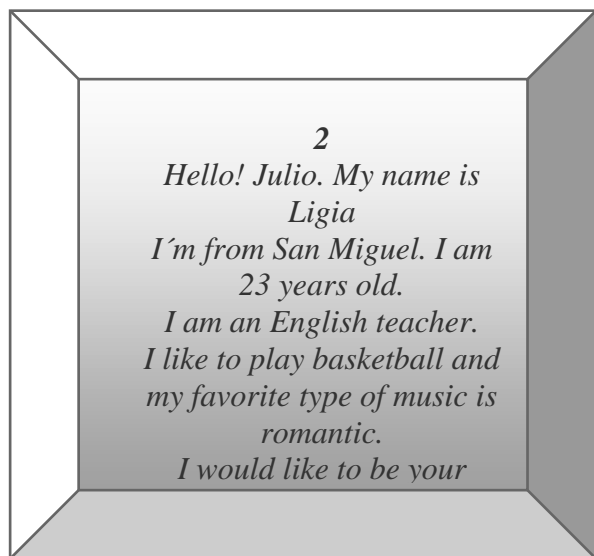 2
Hello! Julio. My name is
Ligia
I´m from San Miguel. I am
23 years old.
I am an English teacher.
I like to play basketball and
my favorite type of music is
romantic.
I would like to be your